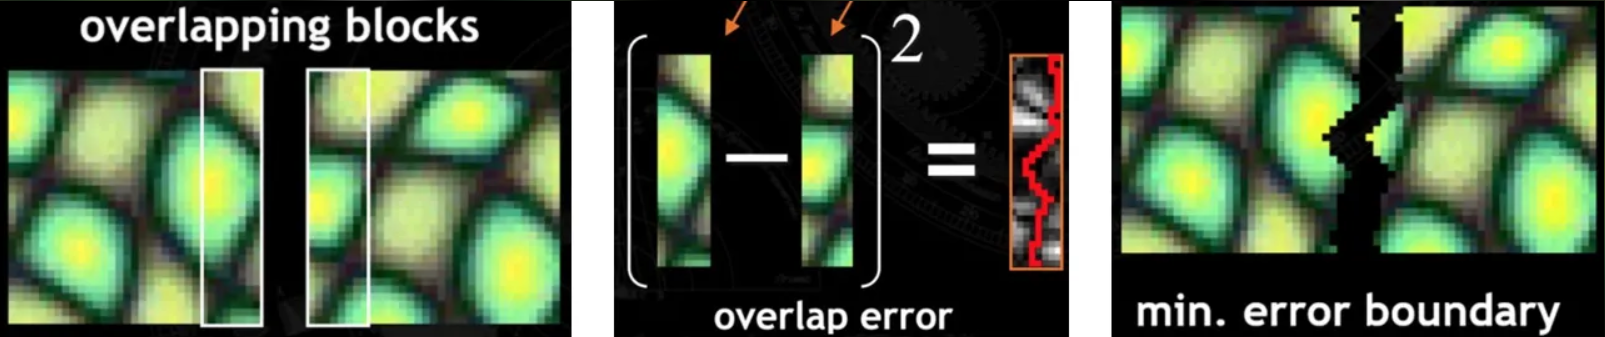 overlapping blocks
( — )² =
overlap error
min. error boundary